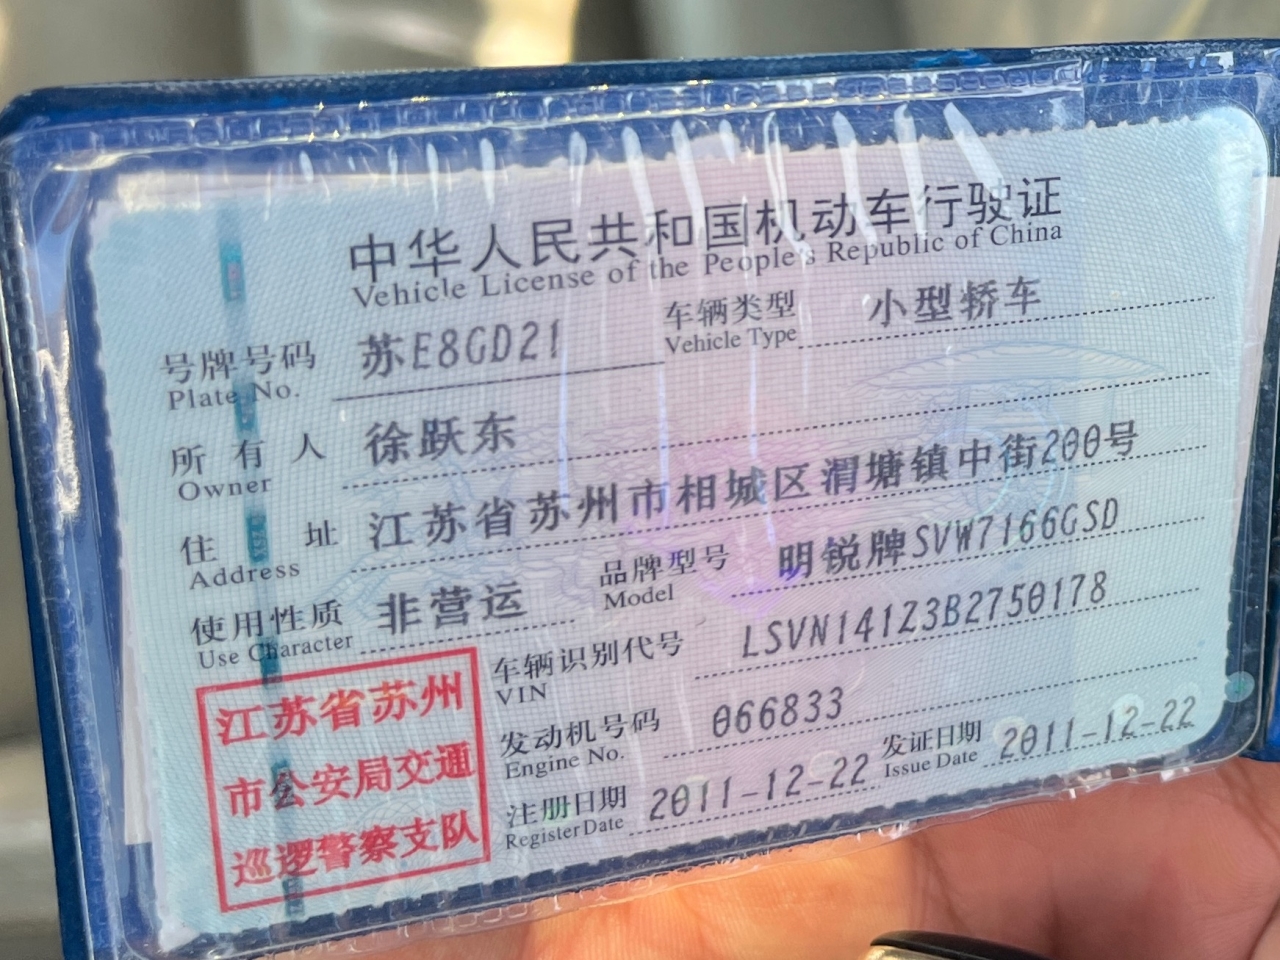 中华人民共和国机动车行驶证
Vehicle License of the People's Republic of China
号牌号码 苏E8GD21 车辆类型 小型轿车
Plate No. Vehicle Type
所有人 徐跃东
Owner
住址 江苏省苏州市相城区渭塘镇中街200号
Address
使用性质 非营运 品牌型号 明锐牌SVW7166GSD
Use Character Model
车辆识别代号 LSVN141Z3B2750178
VIN
发动机号码 066833
Engine No.
注册日期 2011-12-22 发证日期 2011-12-22
Register Date Issue Date
江苏省苏州
市公安局交通
巡逻警察支队